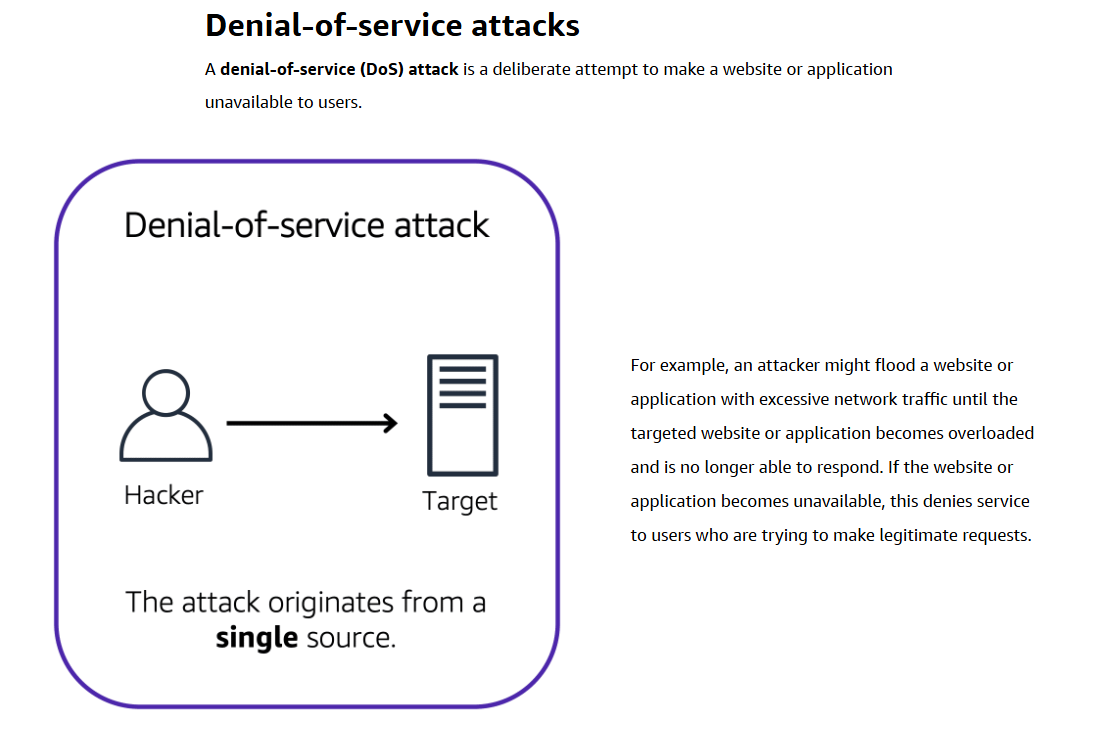 Denial-of-service attacks
A denial-of-service (DoS) attack is a deliberate attempt to make a website or application
unavailable to users.
Denial-of-service attack
Hacker
Target
The attack originates from a
single source.
For example, an attacker might flood a website or
application with excessive network traffic until the
targeted website or application becomes overloaded
and is no longer able to respond. If the website or
application becomes unavailable, this denies service
to users who are trying to make legitimate requests.